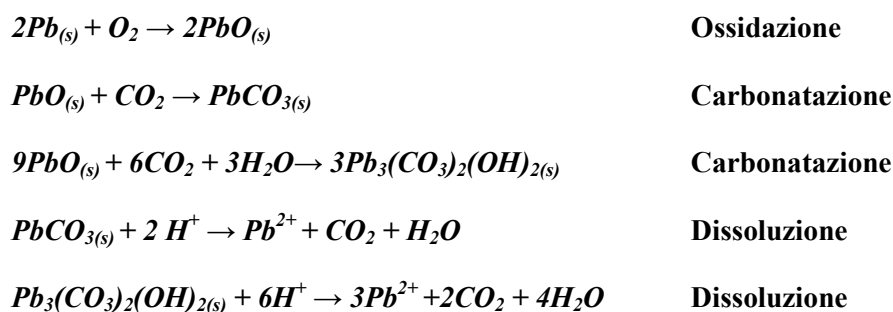 2Pb(s) + O₂ → 2PbO(s) Ossidazione
PbO(s) + CO₂ → PbCO₃(s) Carbonatazione
9PbO(s) + 6CO₂ + 3H₂O→ 3Pb₃(CO₃)₂(OH)₂(s) Carbonatazione
PbCO₃(s) + 2 H⁺ → Pb²⁺ + CO₂ + H₂O Dissoluzione
Pb₃(CO₃)₂(OH)₂(s) + 6H⁺ → 3Pb²⁺ +2CO₂ + 4H₂O Dissoluzione